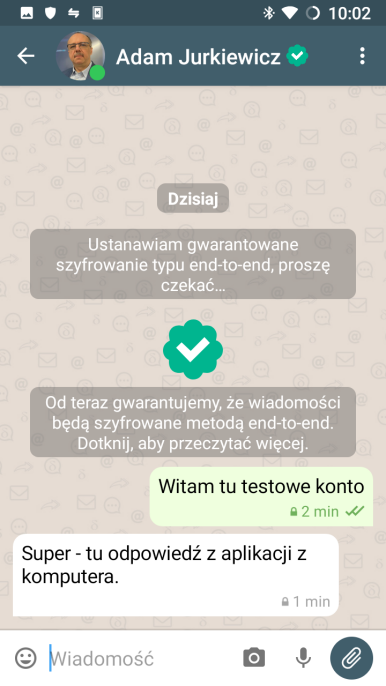 10:02
Adam Jurkiewicz
Dzisiaj
Ustanawiam gwarantowane
szyfrowanie typu end-to-end, proszę
czekać...
Od teraz gwarantujemy, że wiadomości
będą szyfrowane metodą end-to-end.
Dotknij, aby przeczytać więcej.
Witam tu testowe konto
2 min
Super - tu odpowiedź z aplikacji z
komputera.
1 min
Wiadomość